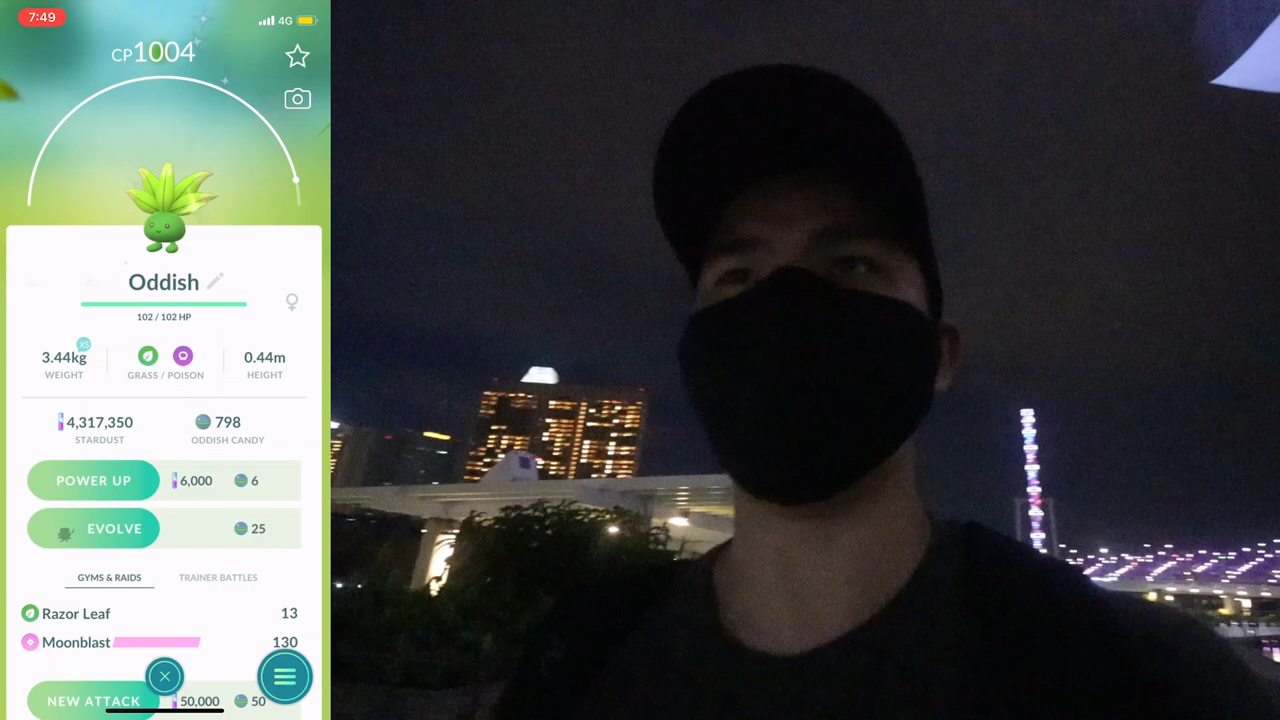 7:49
4G
CP1004
Oddish
102 / 102 HP
XS
3.44kg
WEIGHT
GRASS / POISON
0.44m
HEIGHT
4,317,350
STARDUST
798
ODDISH CANDY
POWER UP
6,000
6
EVOLVE
25
GYMS & RAIDS
TRAINER BATTLES
Razor Leaf
13
Moonblast
130
NEW ATTACK
50,000
50